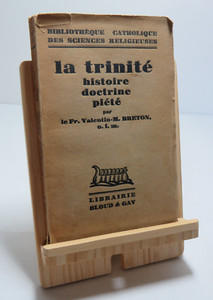 BIBLIOTHÈQUE CATHOLIQUE
DES SCIENCES RELIGIEUSES
la trinité
histoire
doctrine
piété
par
le Fr. Valentin-M. BRETON,
o. f. m.
LIBRAIRIE
BLOUD & GAY